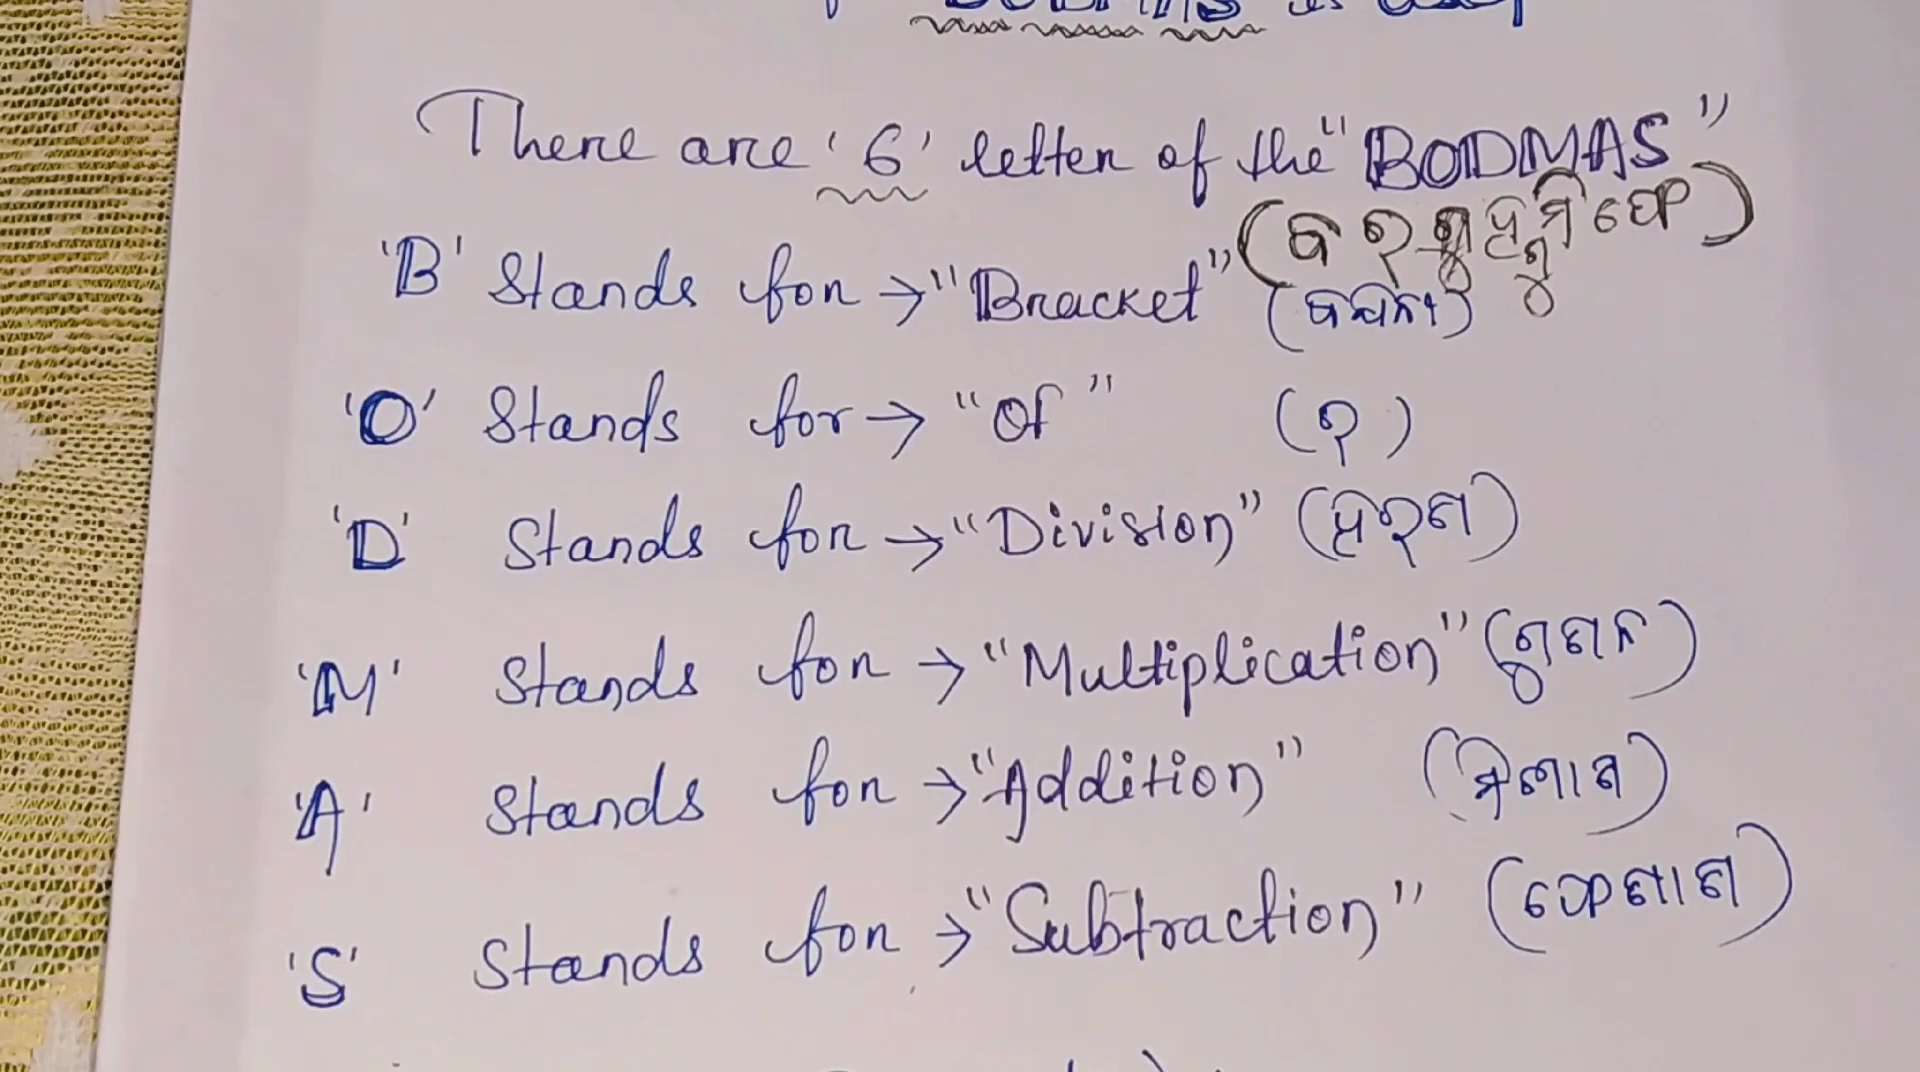 There are '6' letter of the "BODMAS"
'B' Stands for → "Bracket" (ବନ୍ଧନୀ)
'O' Stands for → "Of" (ର)
'D' Stands for → "Division" (ହରଣ)
'M' Stands for → "Multiplication" (ଗୁଣନ)
'A' Stands for → "Addition" (ମିଶାଣ)
'S' Stands for → "Subtraction" (ଫେଣାଣ)